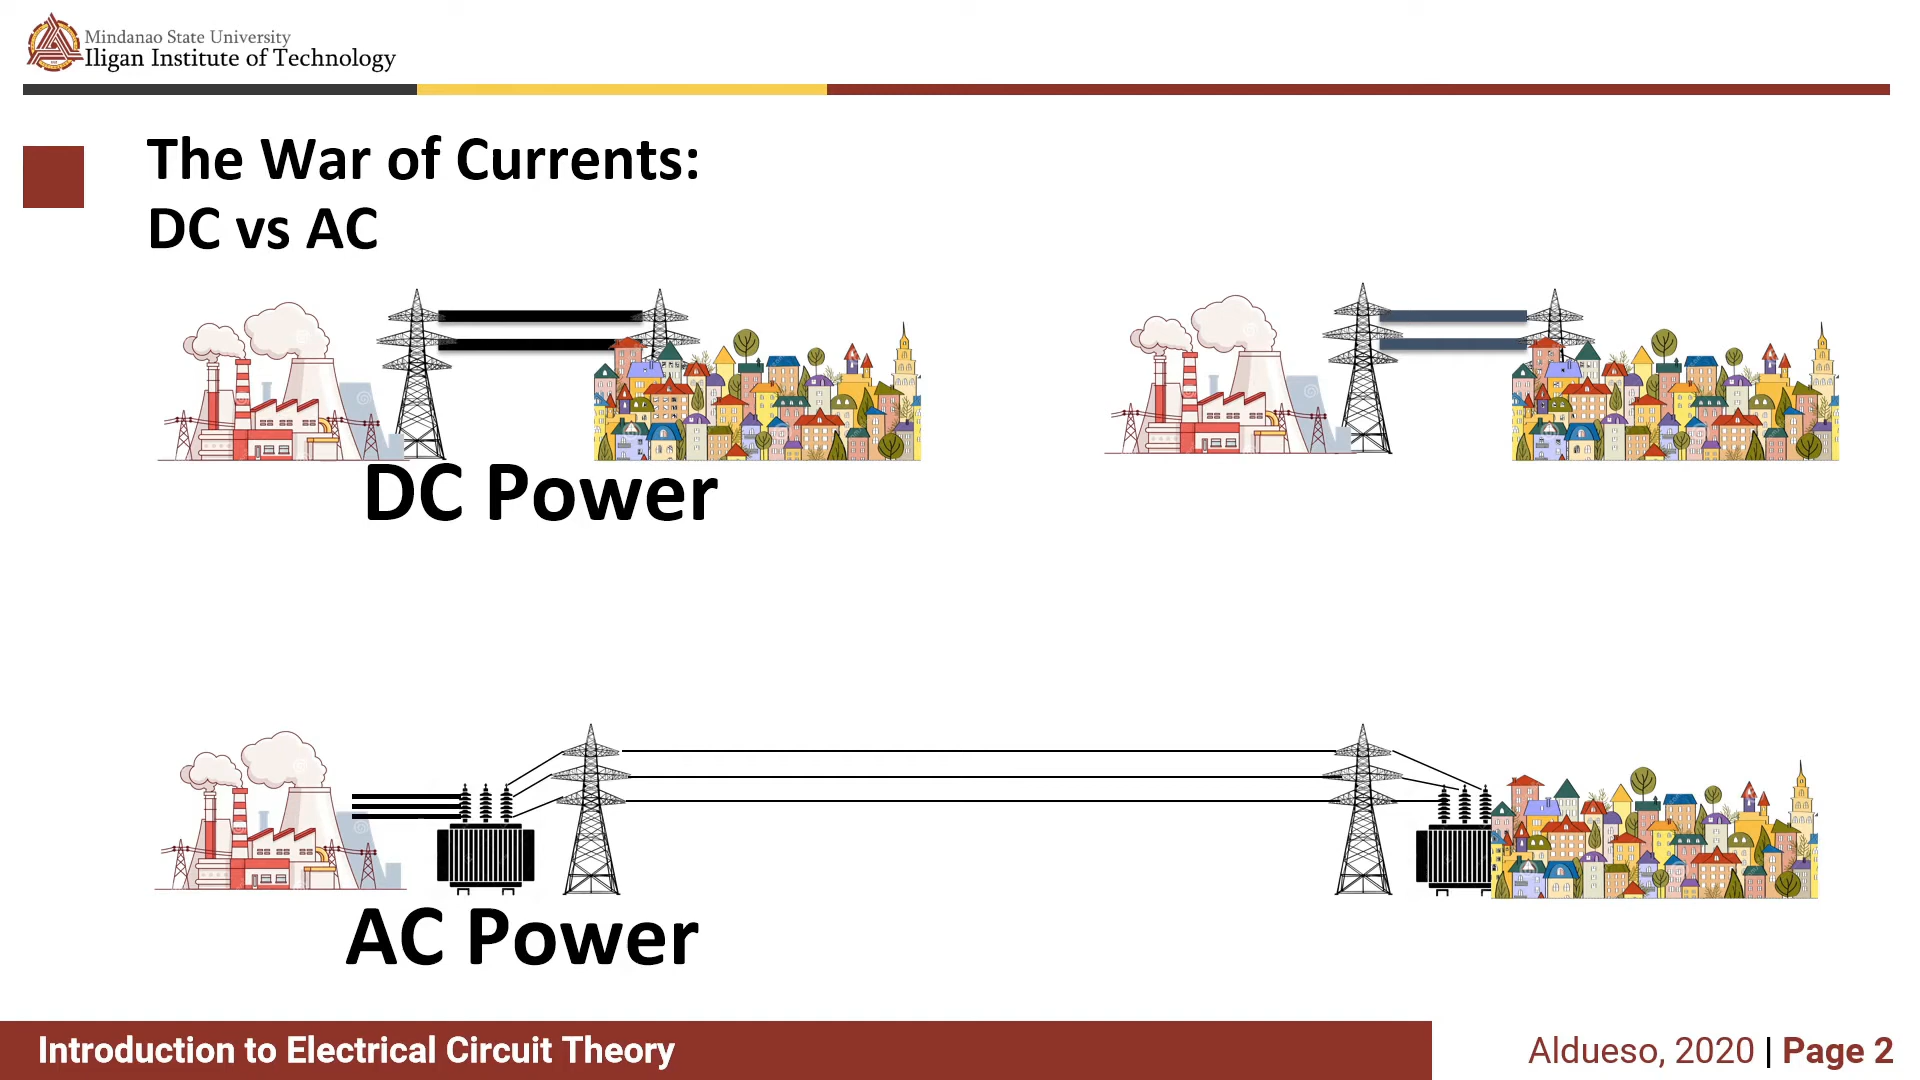 Mindanao State University
Iligan Institute of Technology
The War of Currents:
DC vs AC
DC Power
AC Power
Introduction to Electrical Circuit Theory
Aldueso, 2020 | Page 2